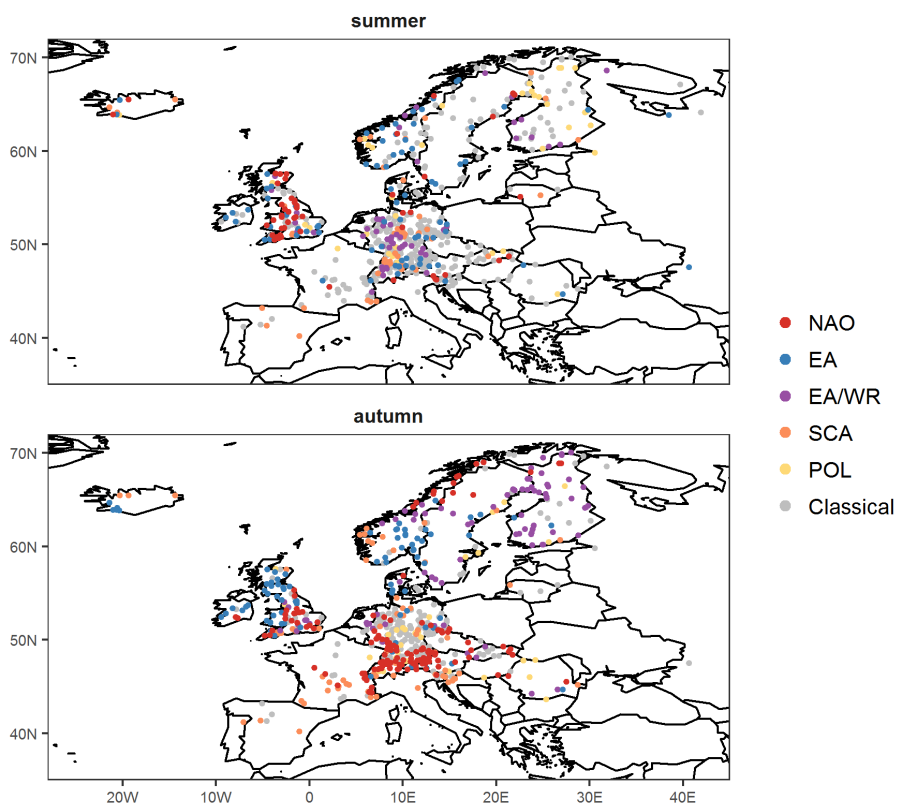 summer
70N
60N
50N
40N
NAO
EA
EA/WR
SCA
POL
Classical
autumn
70N
60N
50N
40N
20W 10W 0 10E 20E 30E 40E